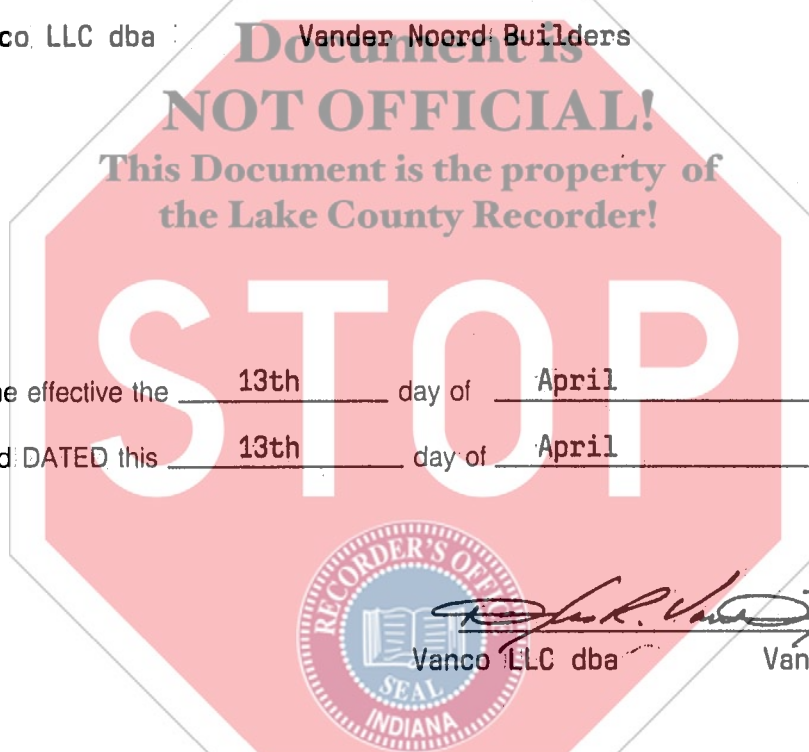 co LLC dba Vander Noord Builders
Document is
NOT OFFICIAL!
This Document is the property of
the Lake County Recorder!
STOP
e effective the 13th day of April
d DATED this 13th day of April
RECORDER'S OFFICE
SEAL
INDIANA
Vanco LLC dba Van